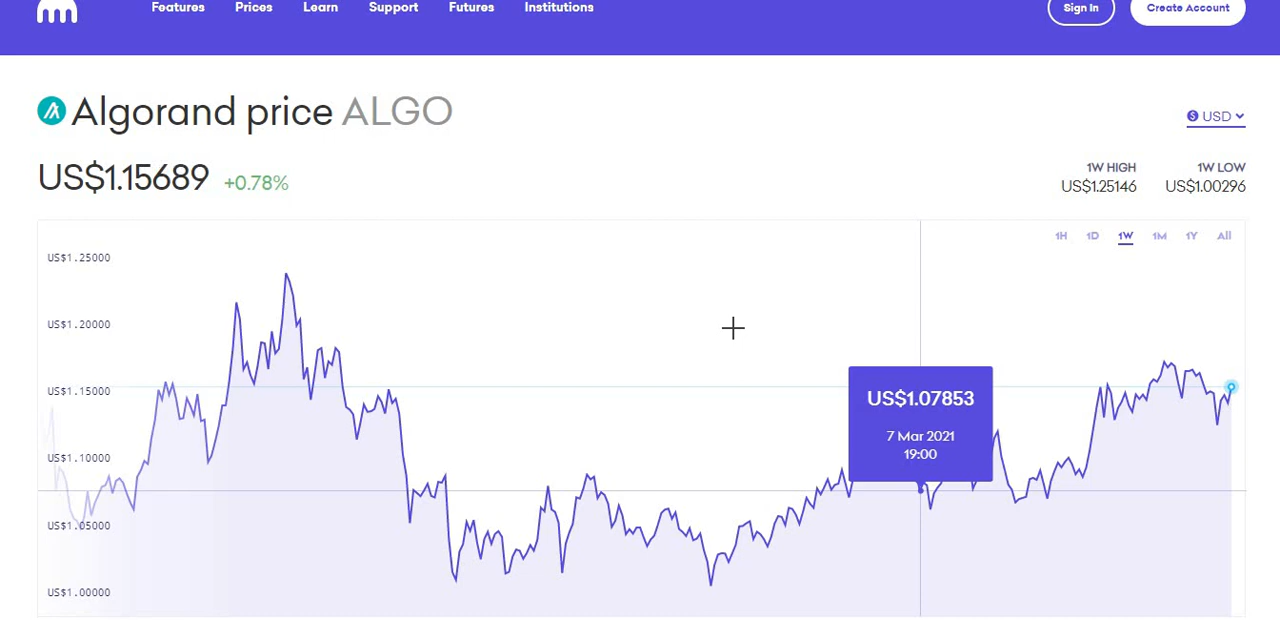 Features Prices Learn Support Futures Institutions Sign In Create Account
Algorand price ALGO
USD
US$1.15689 +0.78%
1W HIGH 1W LOW
US$1.25146 US$1.00296
1H 1D 1W 1M 1Y All
US$1.25000
US$1.20000
US$1.15000
US$1.10000
US$1.05000
US$1.00000
US$1.07853
7 Mar 2021
19:00